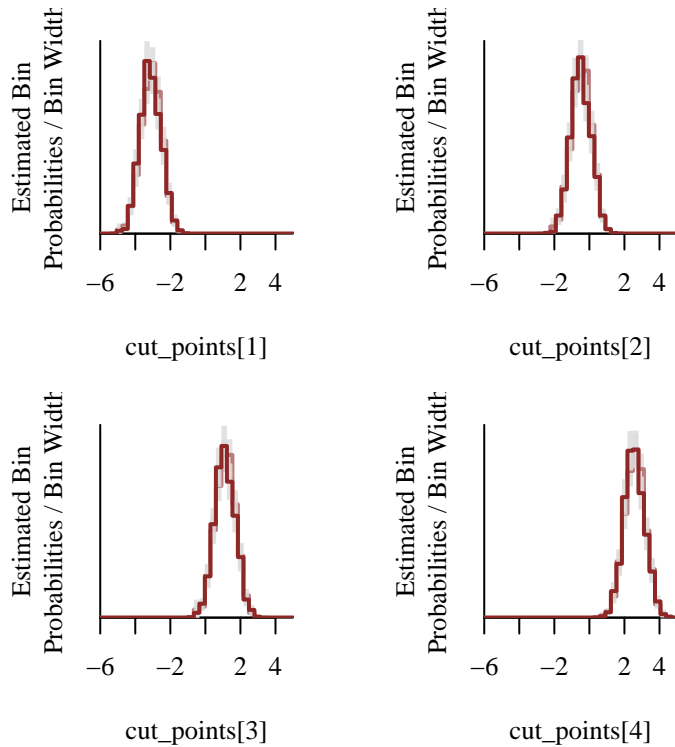 Estimated Bin
Probabilities / Bin Width
−6 −2 2 4
cut_points[1]
Estimated Bin
Probabilities / Bin Width
−6 −2 2 4
cut_points[2]
Estimated Bin
Probabilities / Bin Width
−6 −2 2 4
cut_points[3]
Estimated Bin
Probabilities / Bin Width
−6 −2 2 4
cut_points[4]